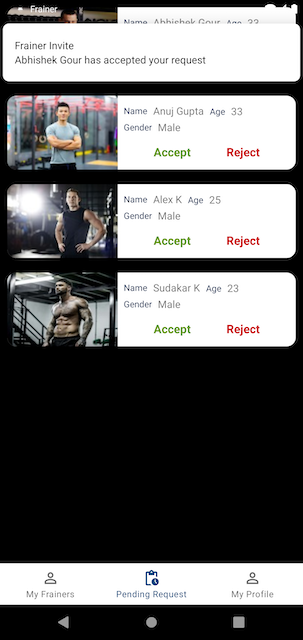 Frainer
Name Abhishek Gour Age 33
Frainer Invite
Abhishek Gour has accepted your request
Name Anuj Gupta Age 33
Gender Male
Accept Reject
Name Alex K Age 25
Gender Male
Accept Reject
Name Sudakar K Age 23
Gender Male
Accept Reject
My Frainers Pending Request My Profile